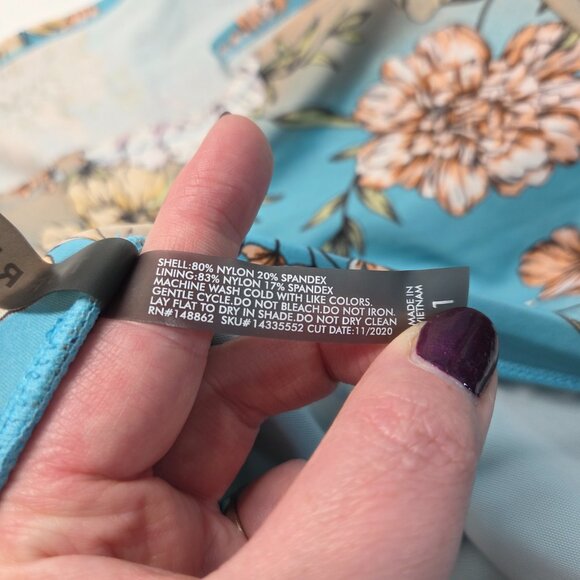 SHELL:80% NYLON 20% SPANDEX
LINING:83% NYLON 17% SPANDEX
MACHINE WASH COLD WITH LIKE COLORS.
GENTLE CYCLE.DO NOT BLEACH.DO NOT IRON.
LAY FLAT TO DRY IN SHADE.DO NOT DRY CLEAN
RN#148862 SKU#14335552 CUT DATE:11/2020
MADE IN
VIETNAM
1
R